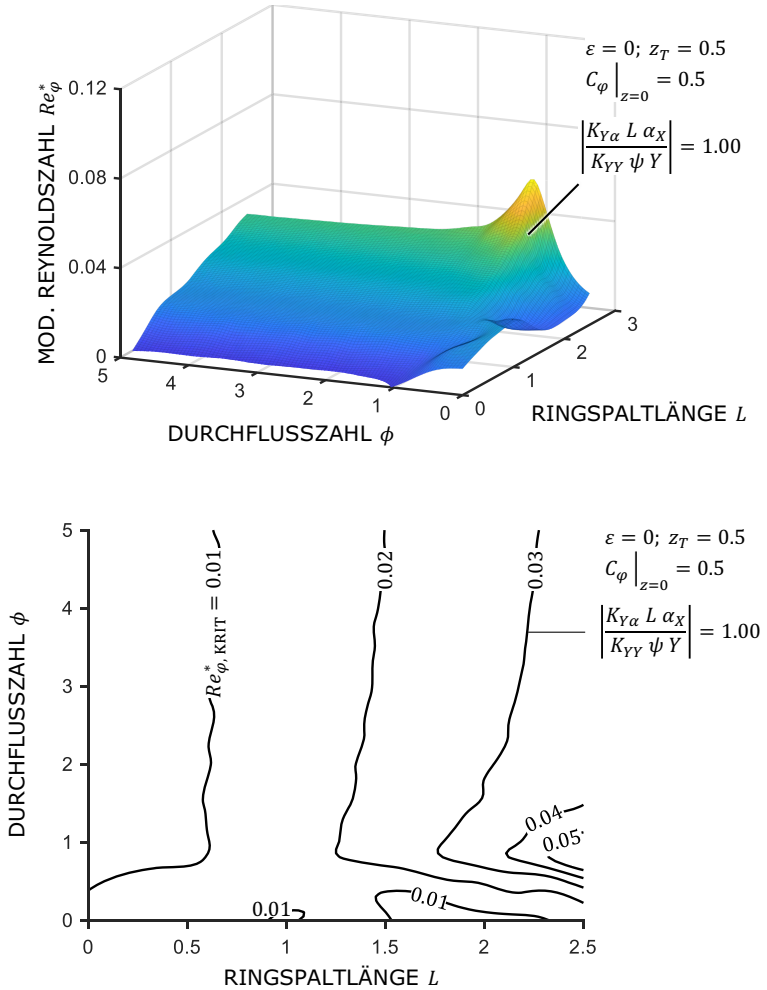 ε = 0; z_T = 0.5
C_φ |_{z=0} = 0.5
|K_{Yα} L α_X / K_{YY} ψ Y| = 1.00
MOD. REYNOLDSZAHL Re*_φ
0.12
0.08
0.04
0
5
4
3
2
1
0
0
1
2
3
DURCHFLUSSZAHL ϕ
RINGSPALTLÄNGE L
ε = 0; z_T = 0.5
C_φ |_{z=0} = 0.5
|K_{Yα} L α_X / K_{YY} ψ Y| = 1.00
DURCHFLUSSZAHL ϕ
5
4
3
2
1
0
Re*_{φ, KRIT} = 0.01
0.02
0.03
0.04
0.05
0.01
0.01
0
0.5
1
1.5
2
2.5
RINGSPALTLÄNGE L